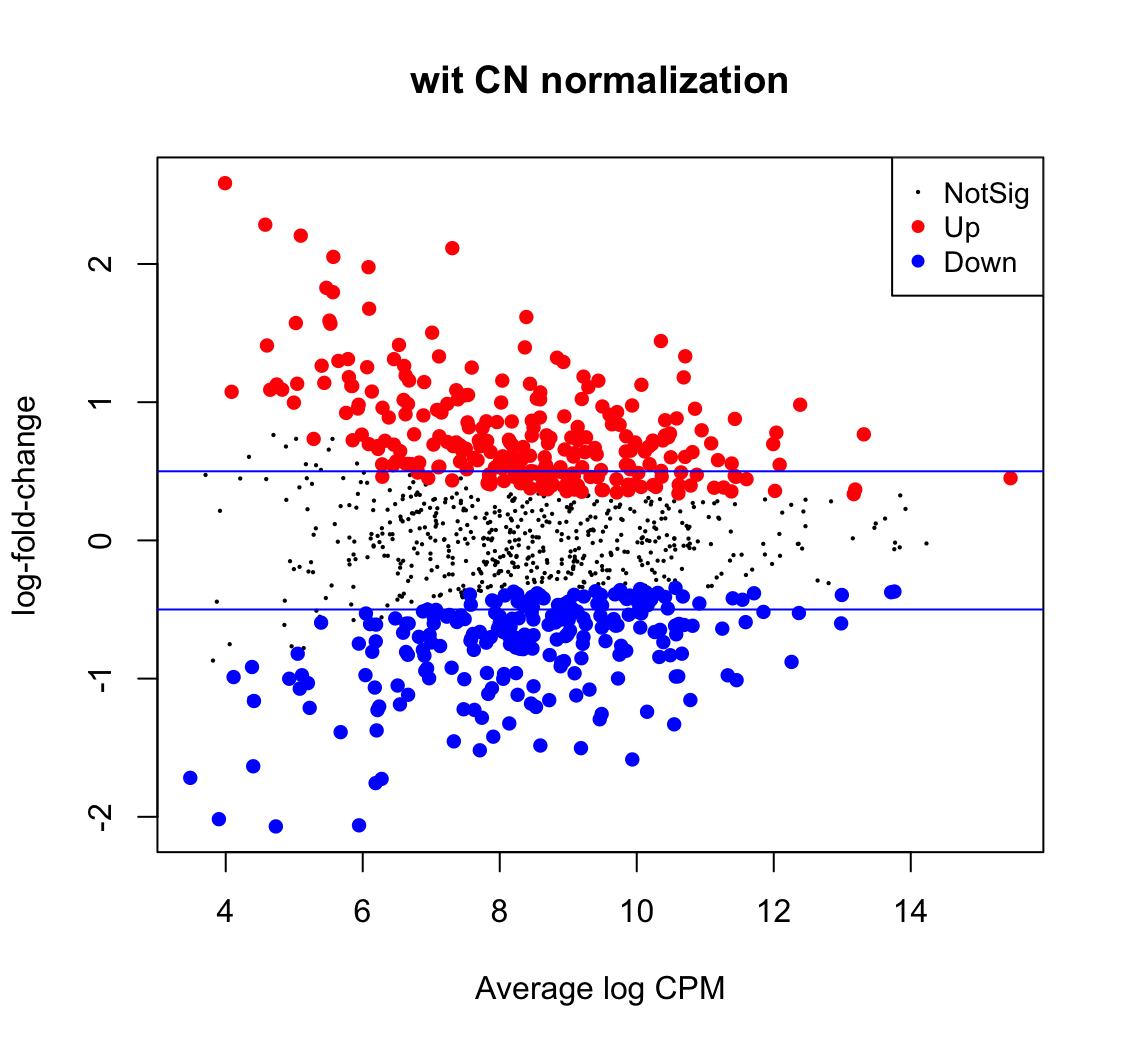 wit CN normalization
NotSig
Up
Down
log-fold-change
2
1
0
-1
-2
4 6 8 10 12 14
Average log CPM